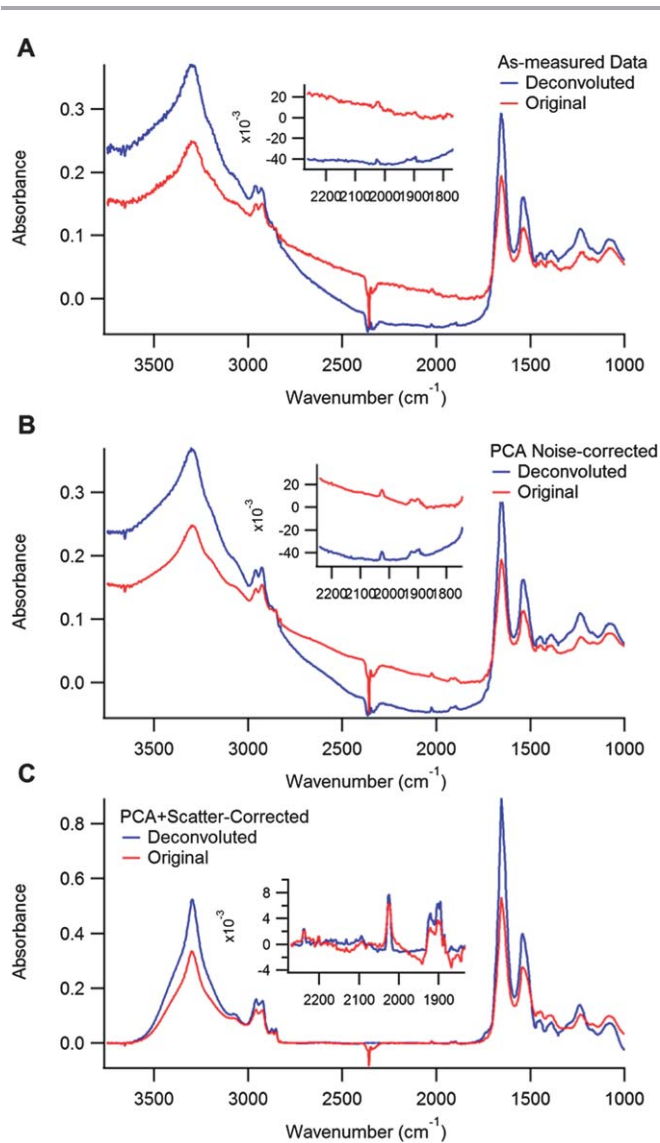 A
As-measured Data
Deconvoluted
Original
0.3
0.2
0.1
0.0
Absorbance
x10-3
20
0
-20
-40
2200 2100 2000 1900 1800
3500 3000 2500 2000 1500 1000
Wavenumber (cm-1)
B
PCA Noise-corrected
Deconvoluted
Original
0.3
0.2
0.1
0.0
Absorbance
x10-3
20
0
-20
-40
2200 2100 2000 1900 1800
3500 3000 2500 2000 1500 1000
Wavenumber (cm-1)
C
PCA+Scatter-Corrected
Deconvoluted
Original
0.8
0.6
0.4
0.2
0.0
Absorbance
x10-3
8
4
0
-4
2200 2100 2000 1900
3500 3000 2500 2000 1500 1000
Wavenumber (cm-1)